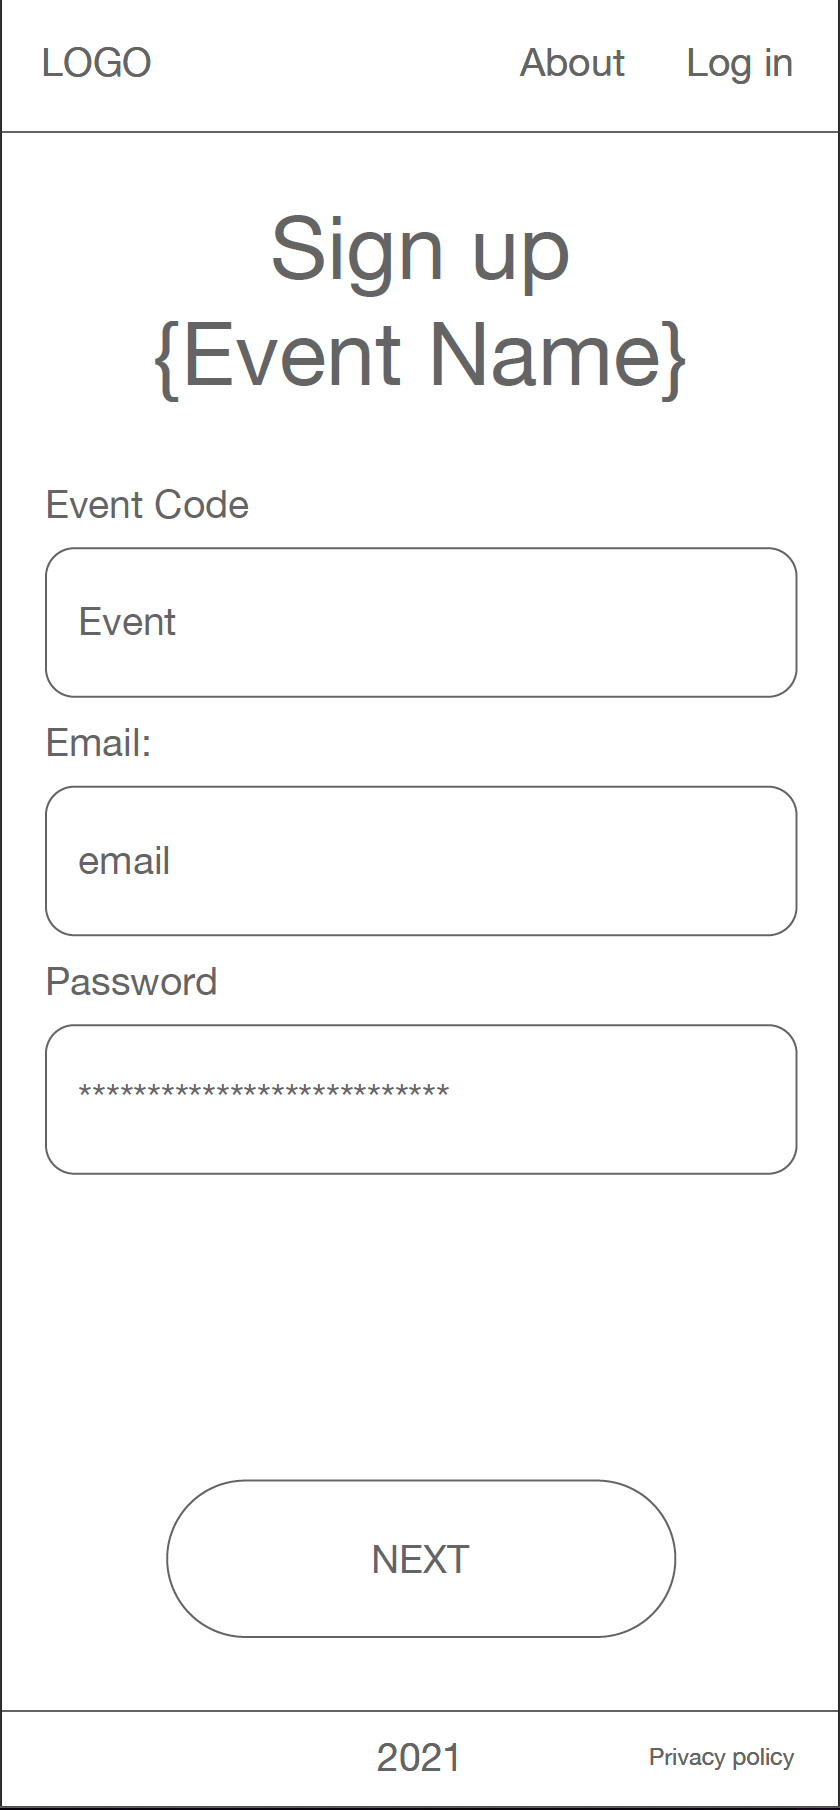 LOGO About Log in
Sign up
{Event Name}
Event Code
Event
Email:
email
Password
***************************
NEXT
2021 Privacy policy